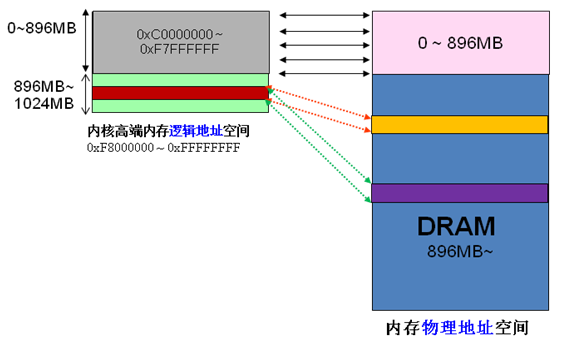 0~896MB
0xC0000000~
0xF7FFFFFF
896MB~
1024MB
内核高端内存逻辑地址空间
0xF8000000~0xFFFFFFFF
0 ~ 896MB
DRAM
896MB~
内存物理地址空间